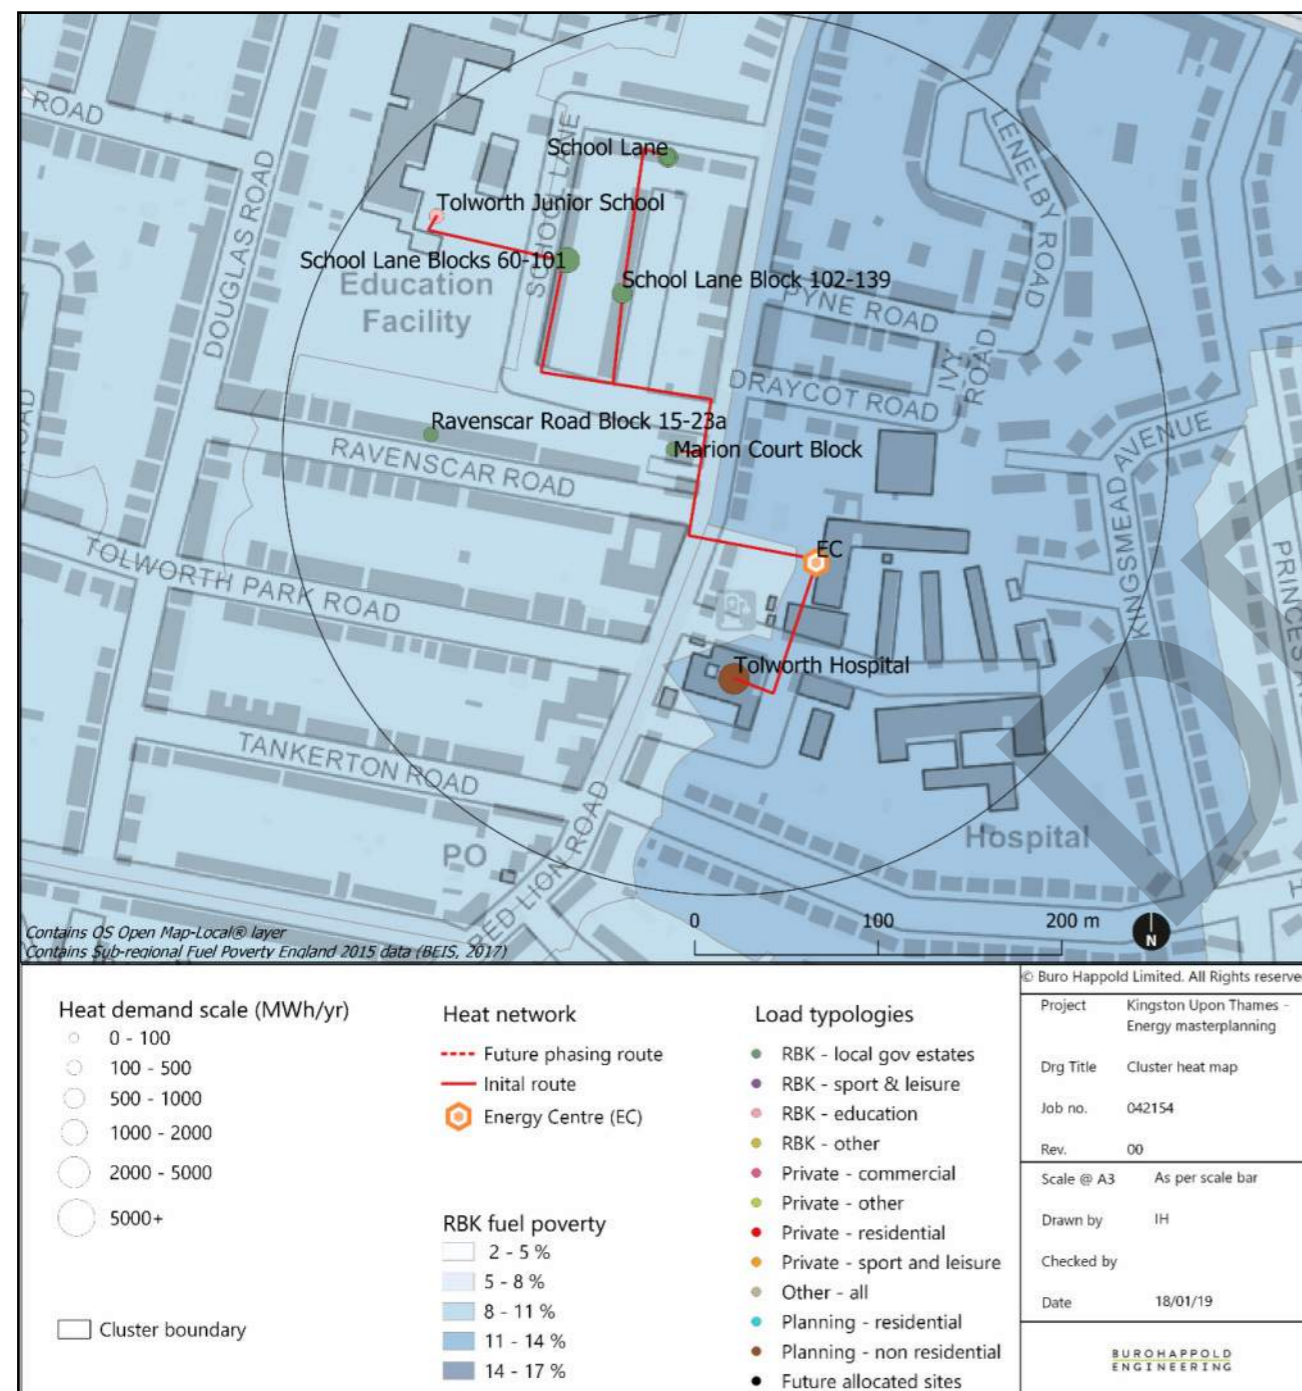 ROAD
DOUGLAS ROAD
SCHOOL LANE
School Lane
Tolworth Junior School
School Lane Blocks 60-101
School Lane Block 102-139
Education
Facility
LENELBY ROAD
PYNE ROAD
IVY
ROAD
DRAYCOT ROAD
Ravenscar Road Block 15-23a
Marion Court Block
RAVENSCAR ROAD
KINGSMEAD AVENUE
EC
TOLWORTH PARK ROAD
PRINCES
Tolworth Hospital
TANKERTON ROAD
RED LION ROAD
PO
Hospital
0 100 200 m
N
Contains OS Open Map-Local® layer
Contains Sub-regional Fuel Poverty England 2015 data (BEIS, 2017)
Heat demand scale (MWh/yr)
0 - 100
100 - 500
500 - 1000
1000 - 2000
2000 - 5000
5000+
Cluster boundary
Heat network
Future phasing route
Inital route
Energy Centre (EC)
RBK fuel poverty
2 - 5 %
5 - 8 %
8 - 11 %
11 - 14 %
14 - 17 %
Load typologies
RBK - local gov estates
RBK - sport & leisure
RBK - education
RBK - other
Private - commercial
Private - other
Private - residential
Private - sport and leisure
Other - all
Planning - residential
Planning - non residential
Future allocated sites
© Buro Happold Limited. All Rights reserve
Project Kingston Upon Thames -
Energy masterplanning
Drg Title Cluster heat map
Job no. 042154
Rev. 00
Scale @ A3 As per scale bar
Drawn by IH
Checked by
Date 18/01/19
BUROHAPPOLD
ENGINEERING